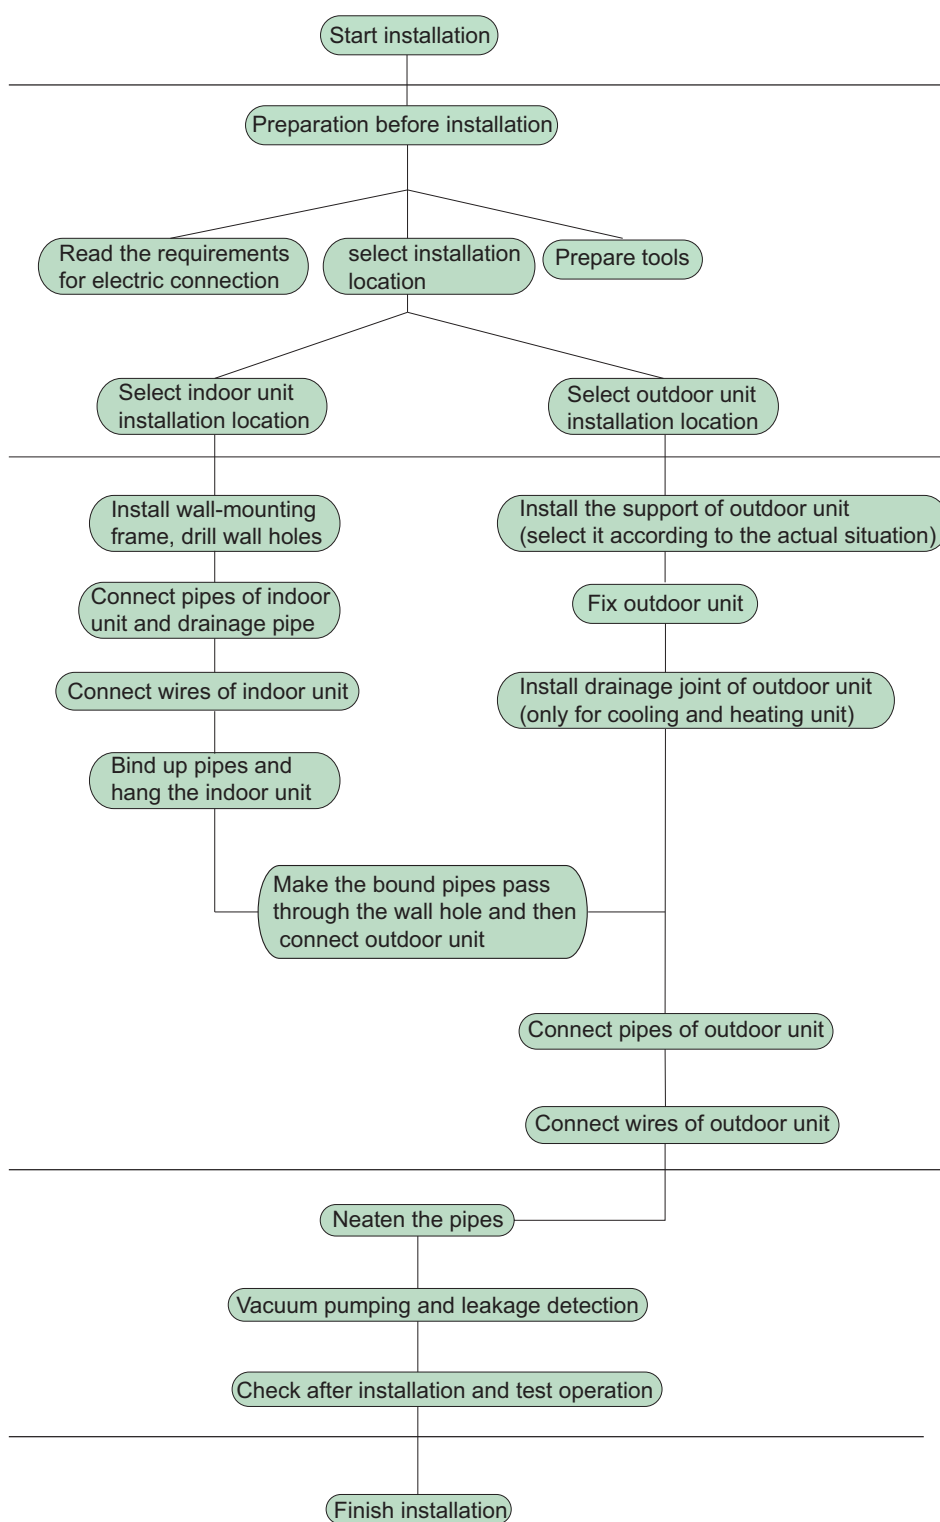 Start installation
Preparation before installation
Read the requirements
for electric connection
select installation
location
Prepare tools
Select indoor unit
installation location
Select outdoor unit
installation location
Install wall-mounting
frame, drill wall holes
Install the support of outdoor unit
(select it according to the actual situation)
Connect pipes of indoor
unit and drainage pipe
Fix outdoor unit
Connect wires of indoor unit
Install drainage joint of outdoor unit
(only for cooling and heating unit)
Bind up pipes and
hang the indoor unit
Make the bound pipes pass
through the wall hole and then
connect outdoor unit
Connect pipes of outdoor unit
Connect wires of outdoor unit
Neaten the pipes
Vacuum pumping and leakage detection
Check after installation and test operation
Finish installation